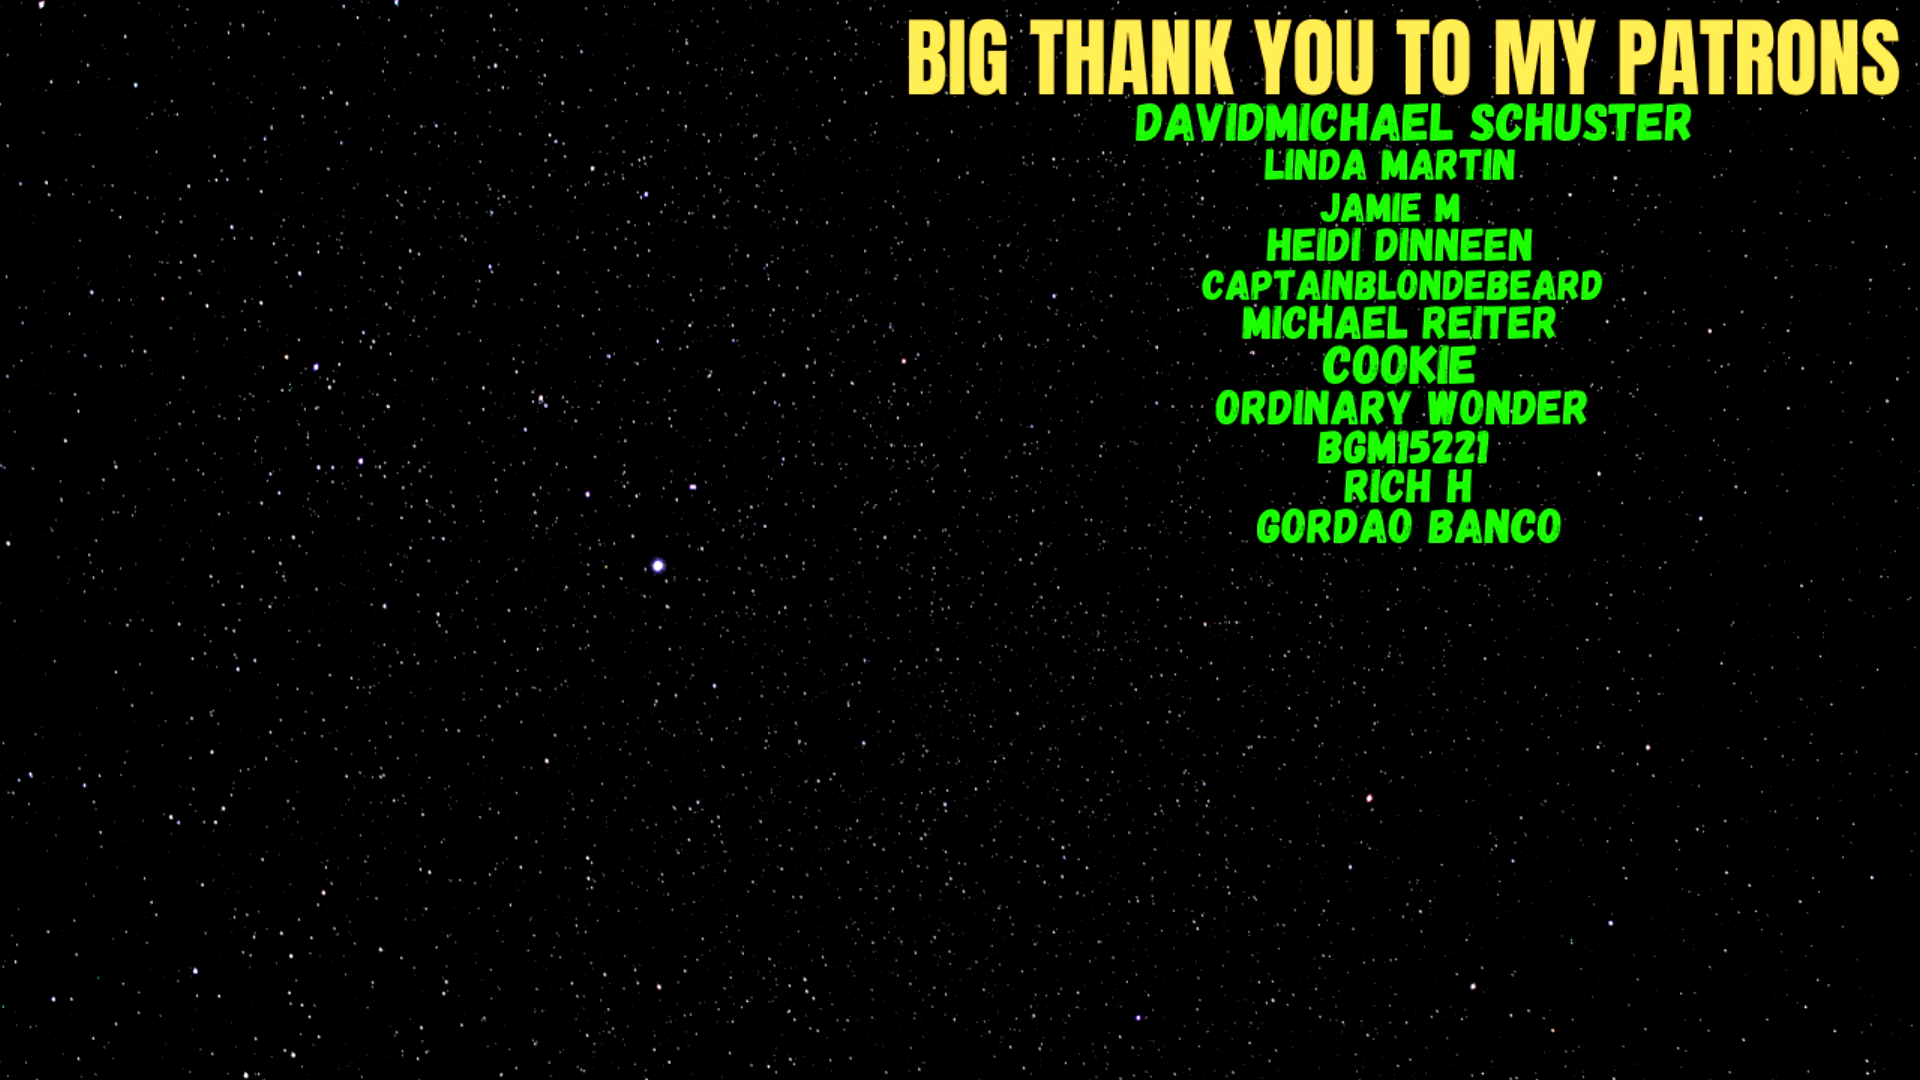 BIG THANK YOU TO MY PATRONS
DAVIDMICHAEL SCHUSTER
LINDA MARTIN
JAMIE M
HEIDI DINNEEN
CAPTAINBLONDEBEARD
MICHAEL REITER
COOKIE
ORDINARY WONDER
BGM15221
RICH H
GORDAO BANCO